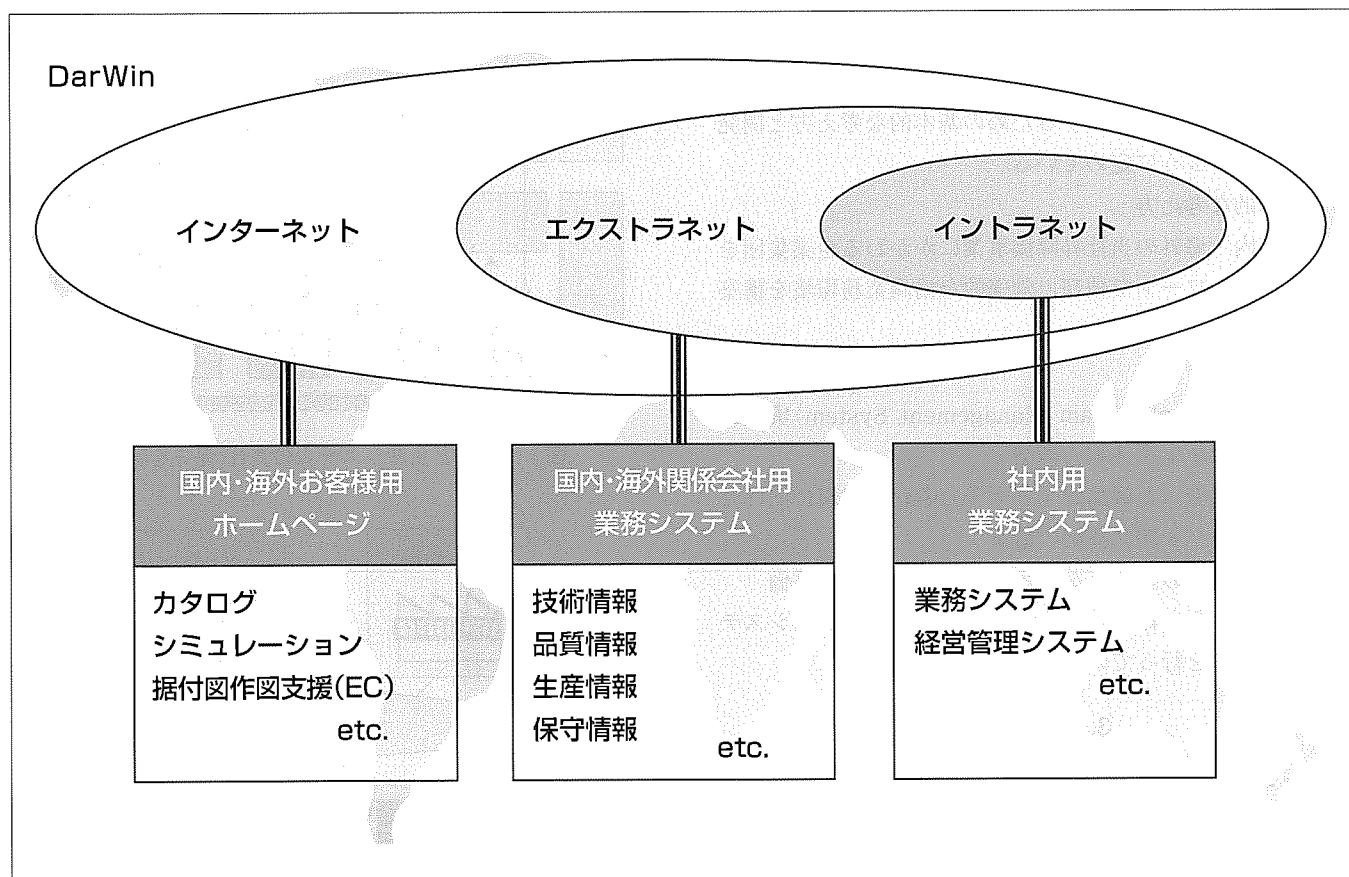 DarWin
インターネット
エクストラネット
イントラネット
国内・海外お客様用
ホームページ
カタログ
シミュレーション
据付図作図支援(EC)
etc.
国内・海外関係会社用
業務システム
技術情報
品質情報
生産情報
保守情報
etc.
社内用
業務システム
業務システム
経営管理システム
etc.